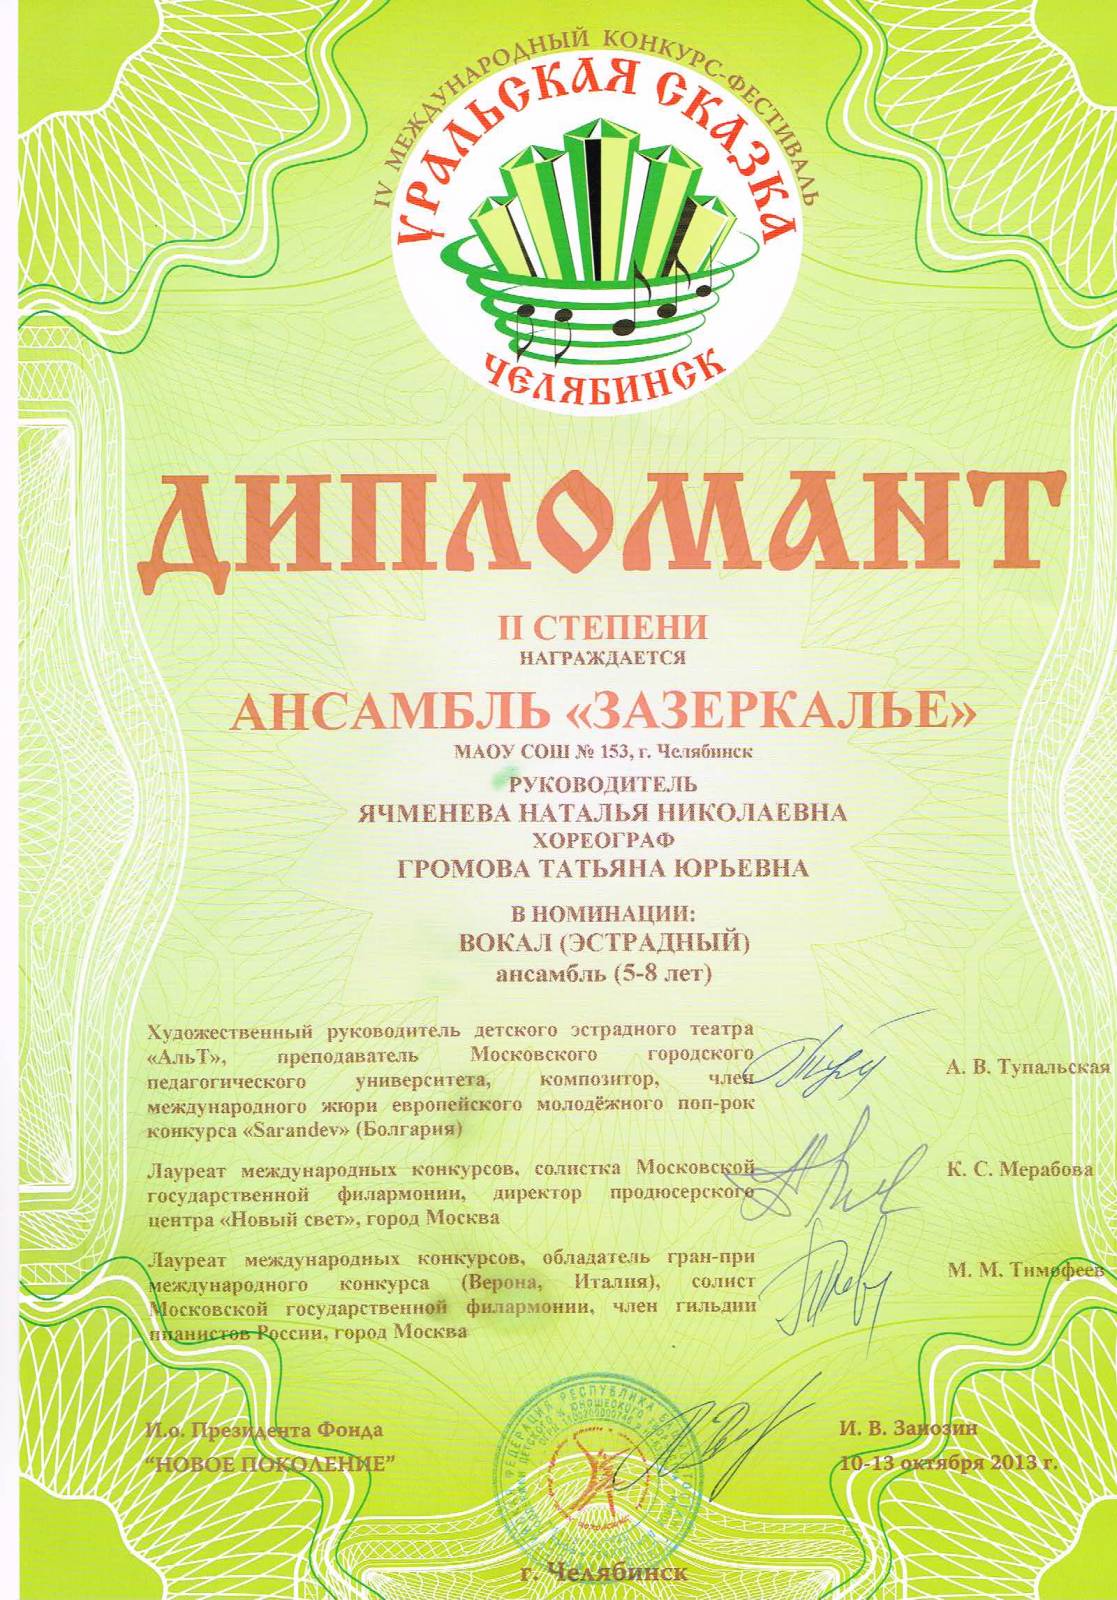 IV МЕЖДУНАРОДНЫЙ КОНКУРС-ФЕСТИВАЛЬ
УРАЛЬСКАЯ СКАЗКА
ЧЕЛЯБИНСК
ДИПЛОМАНТ
II СТЕПЕНИ
НАГРАЖДАЕТСЯ
АНСАМБЛЬ «ЗАЗЕРКАЛЬЕ»
МАОУ СОШ № 153, г. Челябинск
РУКОВОДИТЕЛЬ
ЯЧМЕНЕВА НАТАЛЬЯ НИКОЛАЕВНА
ХОРЕОГРАФ
ГРОМОВА ТАТЬЯНА ЮРЬЕВНА
В НОМИНАЦИИ:
ВОКАЛ (ЭСТРАДНЫЙ)
ансамбль (5-8 лет)
Художественный руководитель детского эстрадного театра
«АльТ», преподаватель Московского городского
педагогического университета, композитор, член
международного жюри европейского молодёжного поп-рок
конкурса «Sarandev» (Болгария)
А. В. Тупальская
Лауреат международных конкурсов, солистка Московской
государственной филармонии, директор продюсерского
центра «Новый свет», город Москва
К. С. Мерабова
Лауреат международных конкурсов, обладатель гран-при
международного конкурса (Верона, Италия), солист
Московской государственной филармонии, член гильдии
пианистов России, город Москва
М. М. Тимофеев
И.о. Президента Фонда
“НОВОЕ ПОКОЛЕНИЕ”
И. В. Занозин
10-13 октября 2013 г.
г. Челябинск